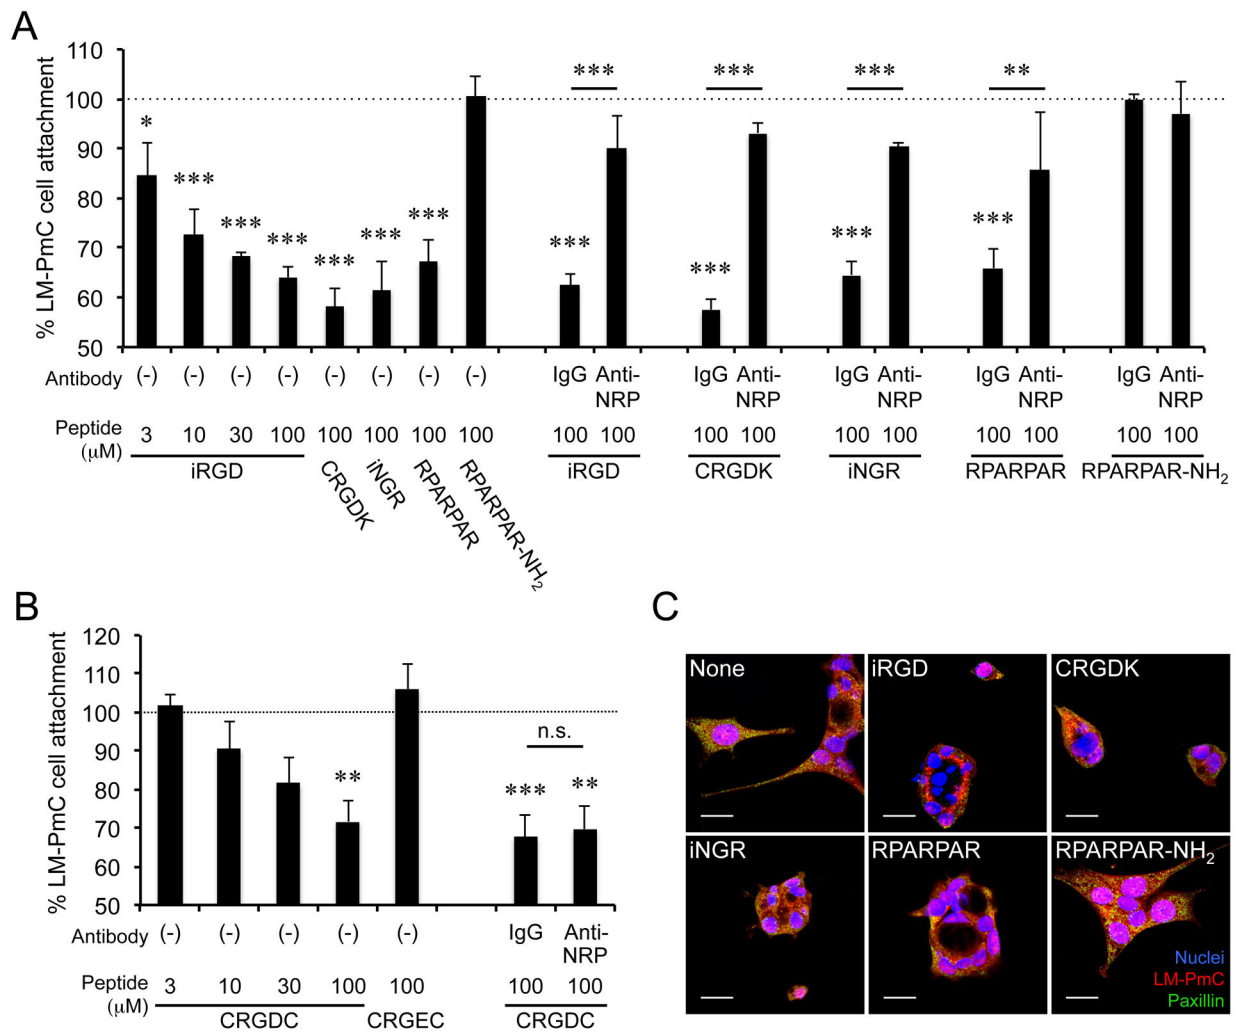 A
% LM-PmC cell attachment
110
100
90
80
70
60
50
* *** *** *** *** *** *** *** *** *** *** *** *** *** ** ***
Antibody (-) (-) (-) (-) (-) (-) (-) (-) IgG Anti-NRP IgG Anti-NRP IgG Anti-NRP IgG Anti-NRP IgG Anti-NRP
Peptide (μM) 3 10 30 100 100 100 100 100 100 100 100 100 100 100 100 100 100 100
iRGD CRGDK iNGR RPARPAR RPARPAR-NH2 iRGD CRGDK iNGR RPARPAR RPARPAR-NH2
B
% LM-PmC cell attachment
120
110
100
90
80
70
60
50
** *** n.s. **
Antibody (-) (-) (-) (-) (-) IgG Anti-NRP
Peptide (μM) 3 10 30 100 100 100 100
CRGDC CRGEC CRGDC
C
None iRGD CRGDK
iNGR RPARPAR RPARPAR-NH2
Nuclei
LM-PmC
Paxillin